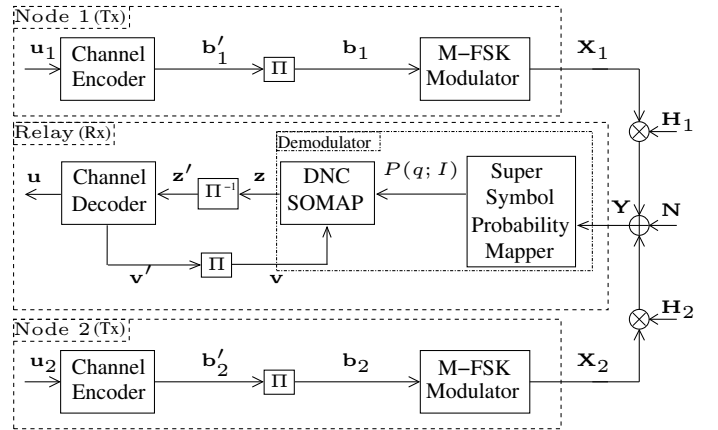 Node 1 (Tx)
u₁
Channel
Encoder
b′₁
Π
b₁
M–FSK
Modulator
X₁
H₁
Relay (Rx)
Demodulator
u
Channel
Decoder
z′
Π⁻¹
z
DNC
SOMAP
P(q; I)
Super
Symbol
Probability
Mapper
Y
N
v′
Π
v
H₂
Node 2 (Tx)
u₂
Channel
Encoder
b′₂
Π
b₂
M–FSK
Modulator
X₂